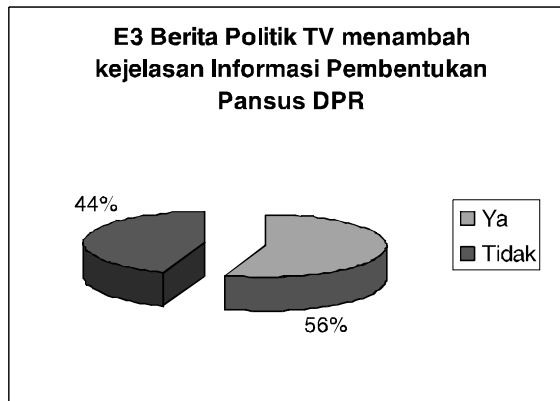 E3 Berita Politik TV menambah
kejelasan Informasi Pembentukan
Pansus DPR
44%
Ya
Tidak
56%